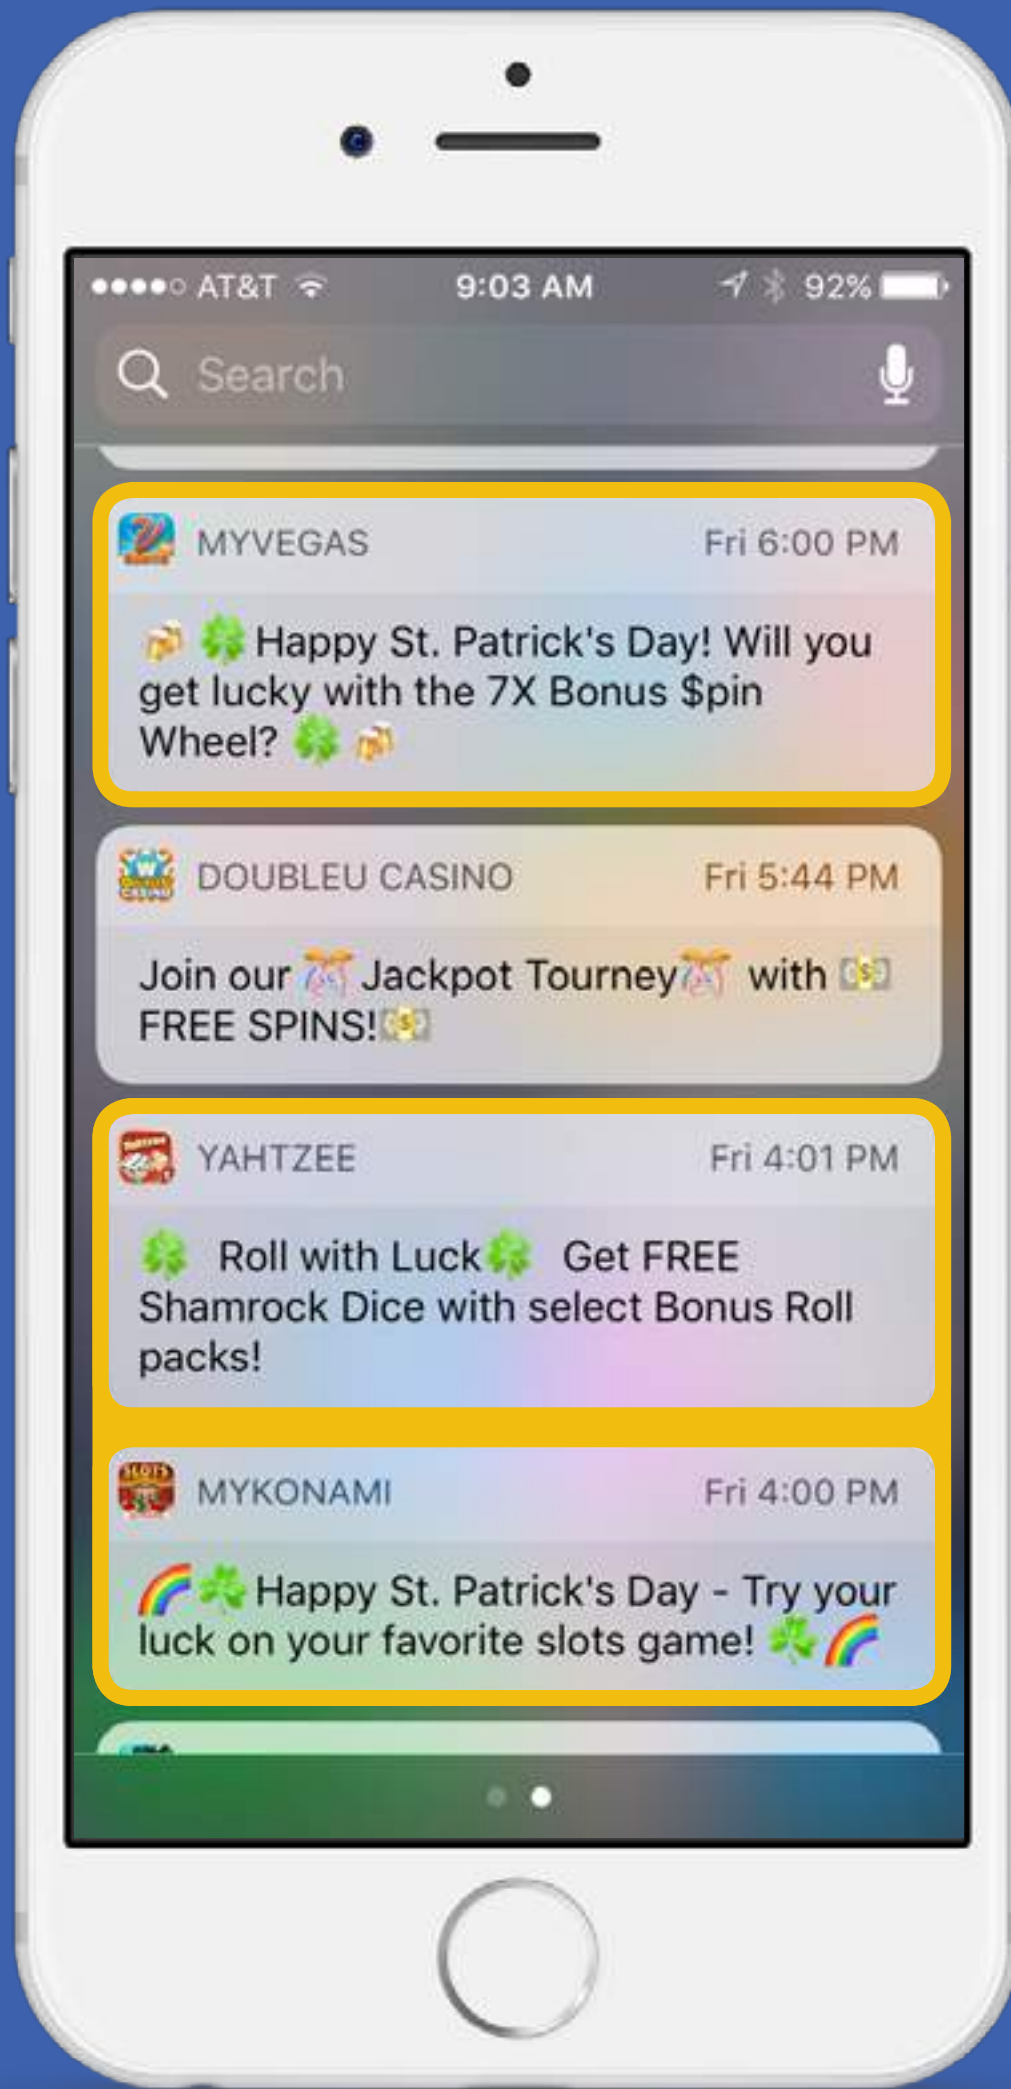 AT&T 9:03 AM 92%
Search
MYVEGAS Fri 6:00 PM
🍻 🍀Happy St. Patrick's Day! Will you
get lucky with the 7X Bonus $pin
Wheel? 🍀 🍻
DOUBLEU CASINO Fri 5:44 PM
Join our 🎊 Jackpot Tourney🎊 with 💵
FREE SPINS!💵
YAHTZEE Fri 4:01 PM
🍀 Roll with Luck🍀 Get FREE
Shamrock Dice with select Bonus Roll
packs!
SLOTS
MYKONAMI Fri 4:00 PM
🌈☘️Happy St. Patrick's Day - Try your
luck on your favorite slots game! ☘️🌈